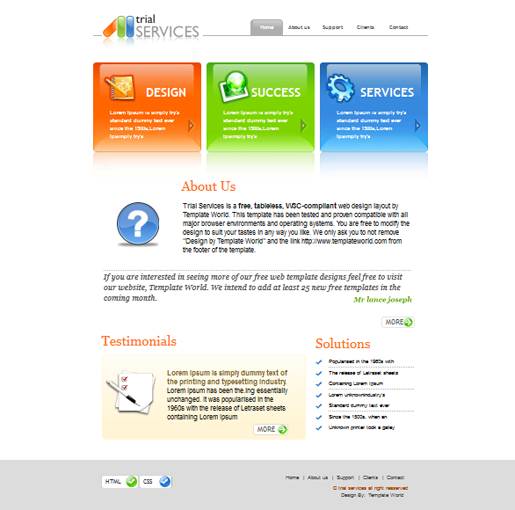 trial
SERVICES
Home About us Support Clients Contact
DESIGN
Lorem Ipsum is simply try's
standard dummy text ever
since the 1500s,Lorem
Ipsmply try's
SUCCESS
Lorem Ipsum is simply try's
standard dummy text ever
since the 1500s,Lorem
Ipsmply try's
SERVICES
Lorem Ipsum is simply try's
standard dummy text ever
since the 1500s,Lorem
Ipsmply try's
About Us
Trial Services is a free, tableless, W3C-compliant web design layout by
Template World. This template has been tested and proven compatible with all
major browser environments and operating systems. You are free to modify the
design to suit your tastes in any way you like. We only ask you to not remove
"Design by Template World" and the link http://www.templateworld.com from
the footer of the template.
If you are interested in seeing more of our free web template designs feel free to visit
our website, Template World. We intend to add at least 25 new free templates in the
coming month.
Mr lance joseph
MORE
Testimonials
Lorem Ipsum is simply dummy text of
the printing and typesetting industry.
Lorem Ipsum has been the.ing essentially
unchanged. It was popularised in the
1960s with the release of Letraset sheets
containing Lorem Ipsum
MORE
Solutions
Popularised in the 1960s with
The release of Letraset sheets
Containing Lorem Ipsum
Lorem unknownindustry's
Standard dummy text ever
Since the 1500s, when an
Unknown printer took a galley
HTML CSS
Home | About us | Support | Clients | Contact
© trial services all right reserved
Design By: Template World